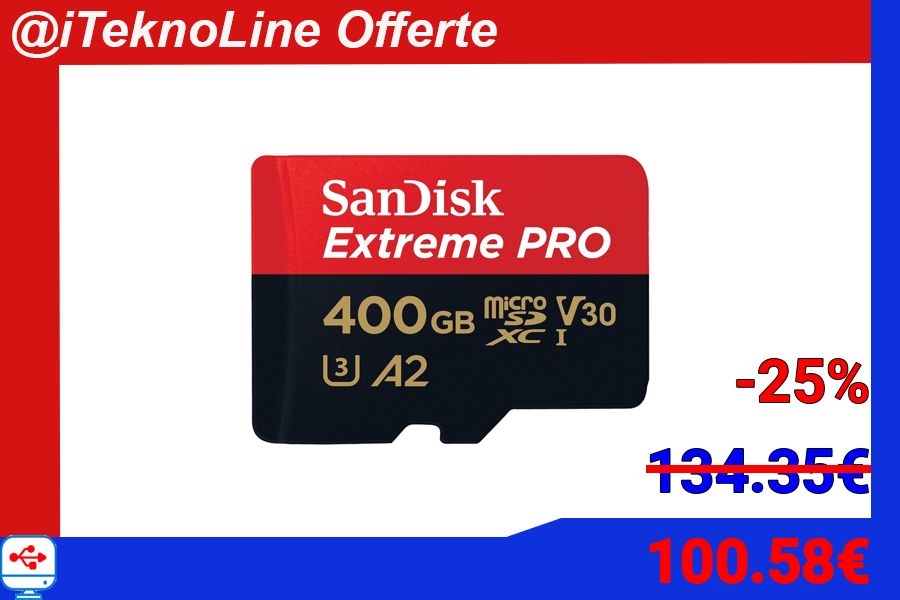 @iTeknoLine Offerte
SanDisk
Extreme PRO
400GB micro SD XC I V30
U3 A2
-25%
134.35€
100.58€